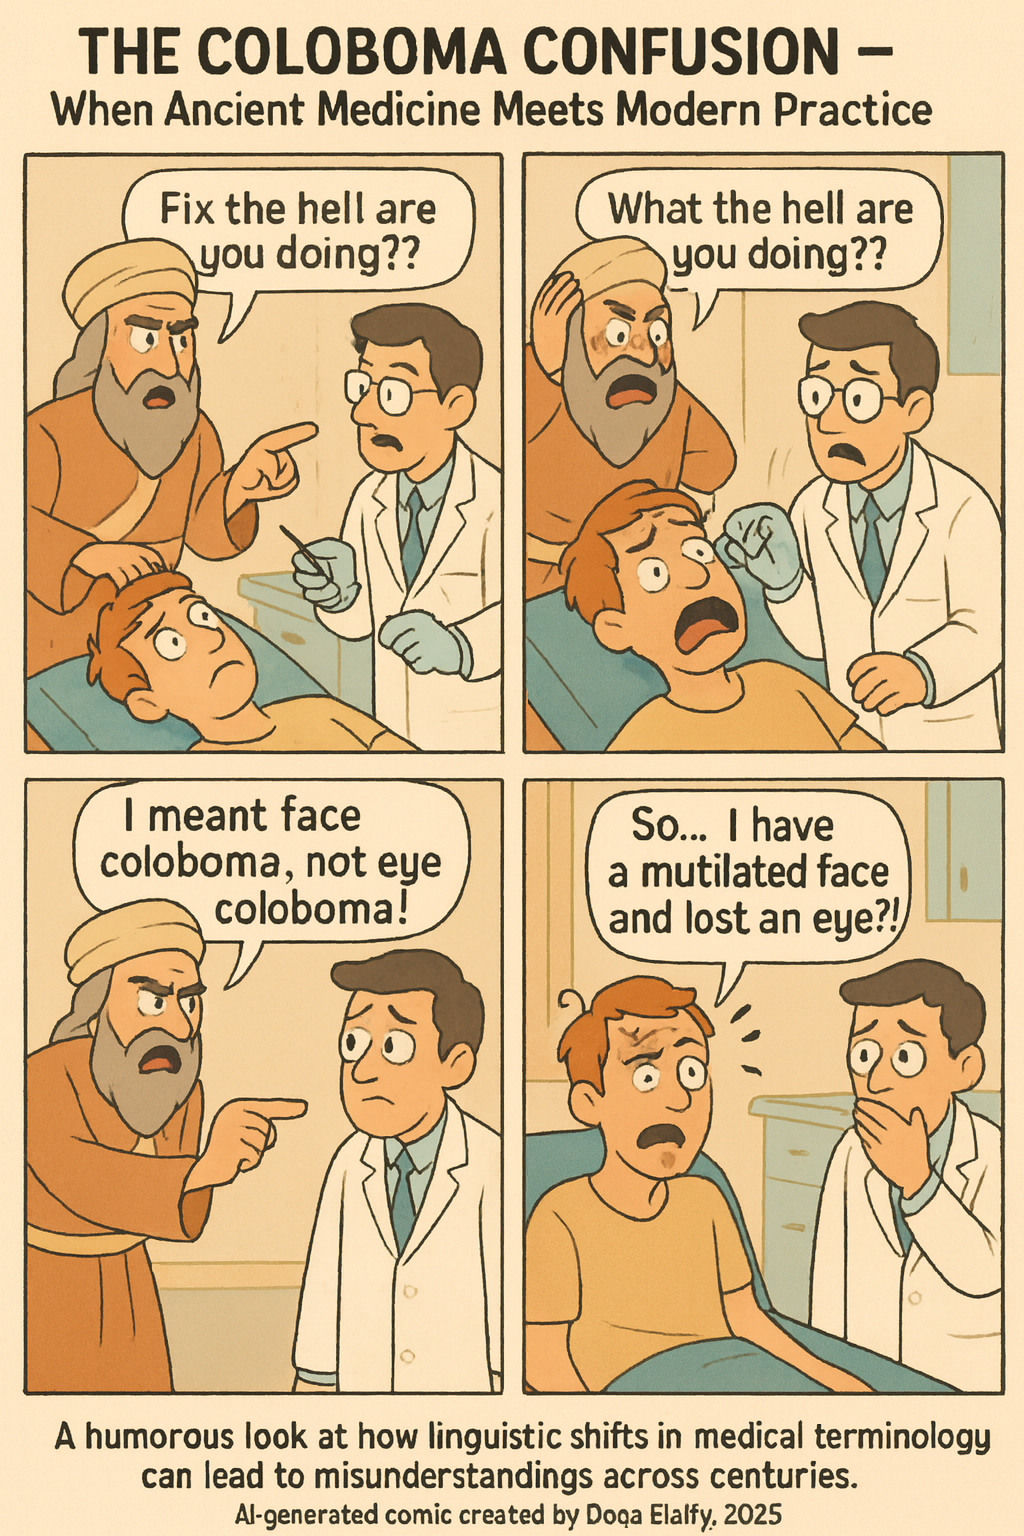 THE COLOBOMA CONFUSION –
When Ancient Medicine Meets Modern Practice
Fix the hell are
you doing??
What the hell are
you doing??
I meant face
coloboma, not eye
coloboma!
So... I have
a mutilated face
and lost an eye?!
A humorous look at how linguistic shifts in medical terminology
can lead to misunderstandings across centuries.
AI-generated comic created by Doqa Elalfy, 2025